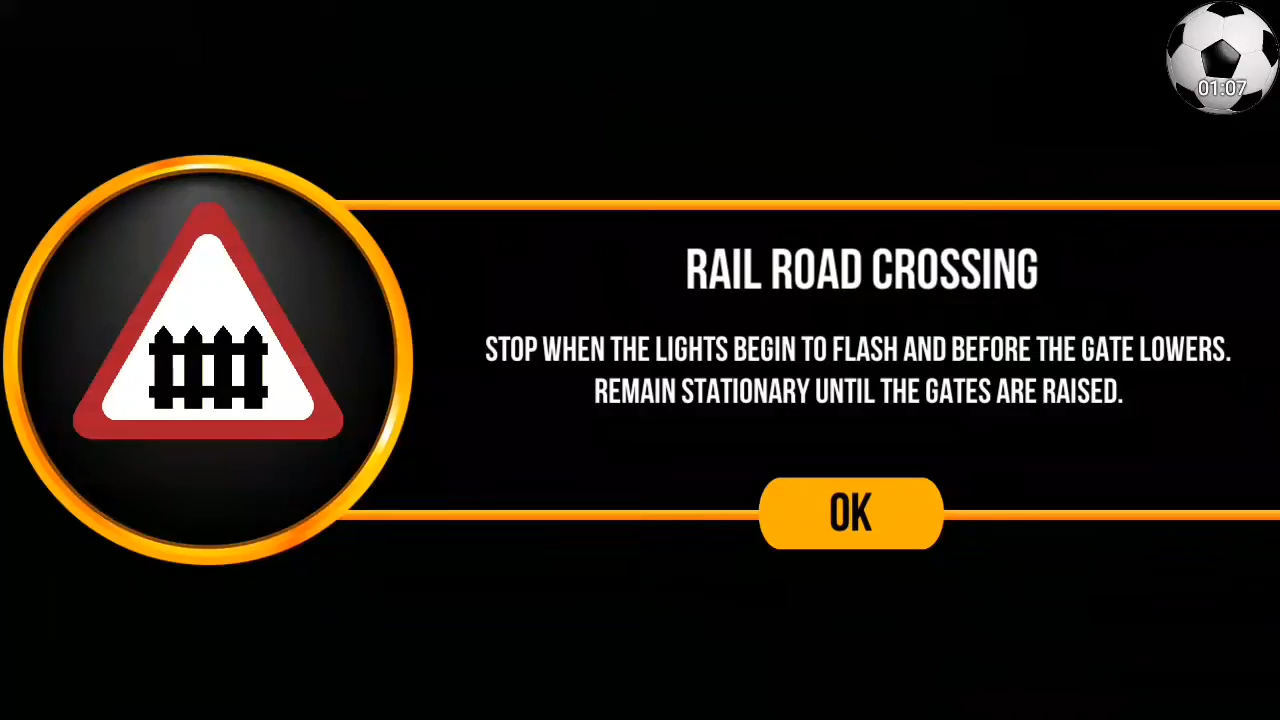 01:07
RAIL ROAD CROSSING
STOP WHEN THE LIGHTS BEGIN TO FLASH AND BEFORE THE GATE LOWERS.
REMAIN STATIONARY UNTIL THE GATES ARE RAISED.
OK